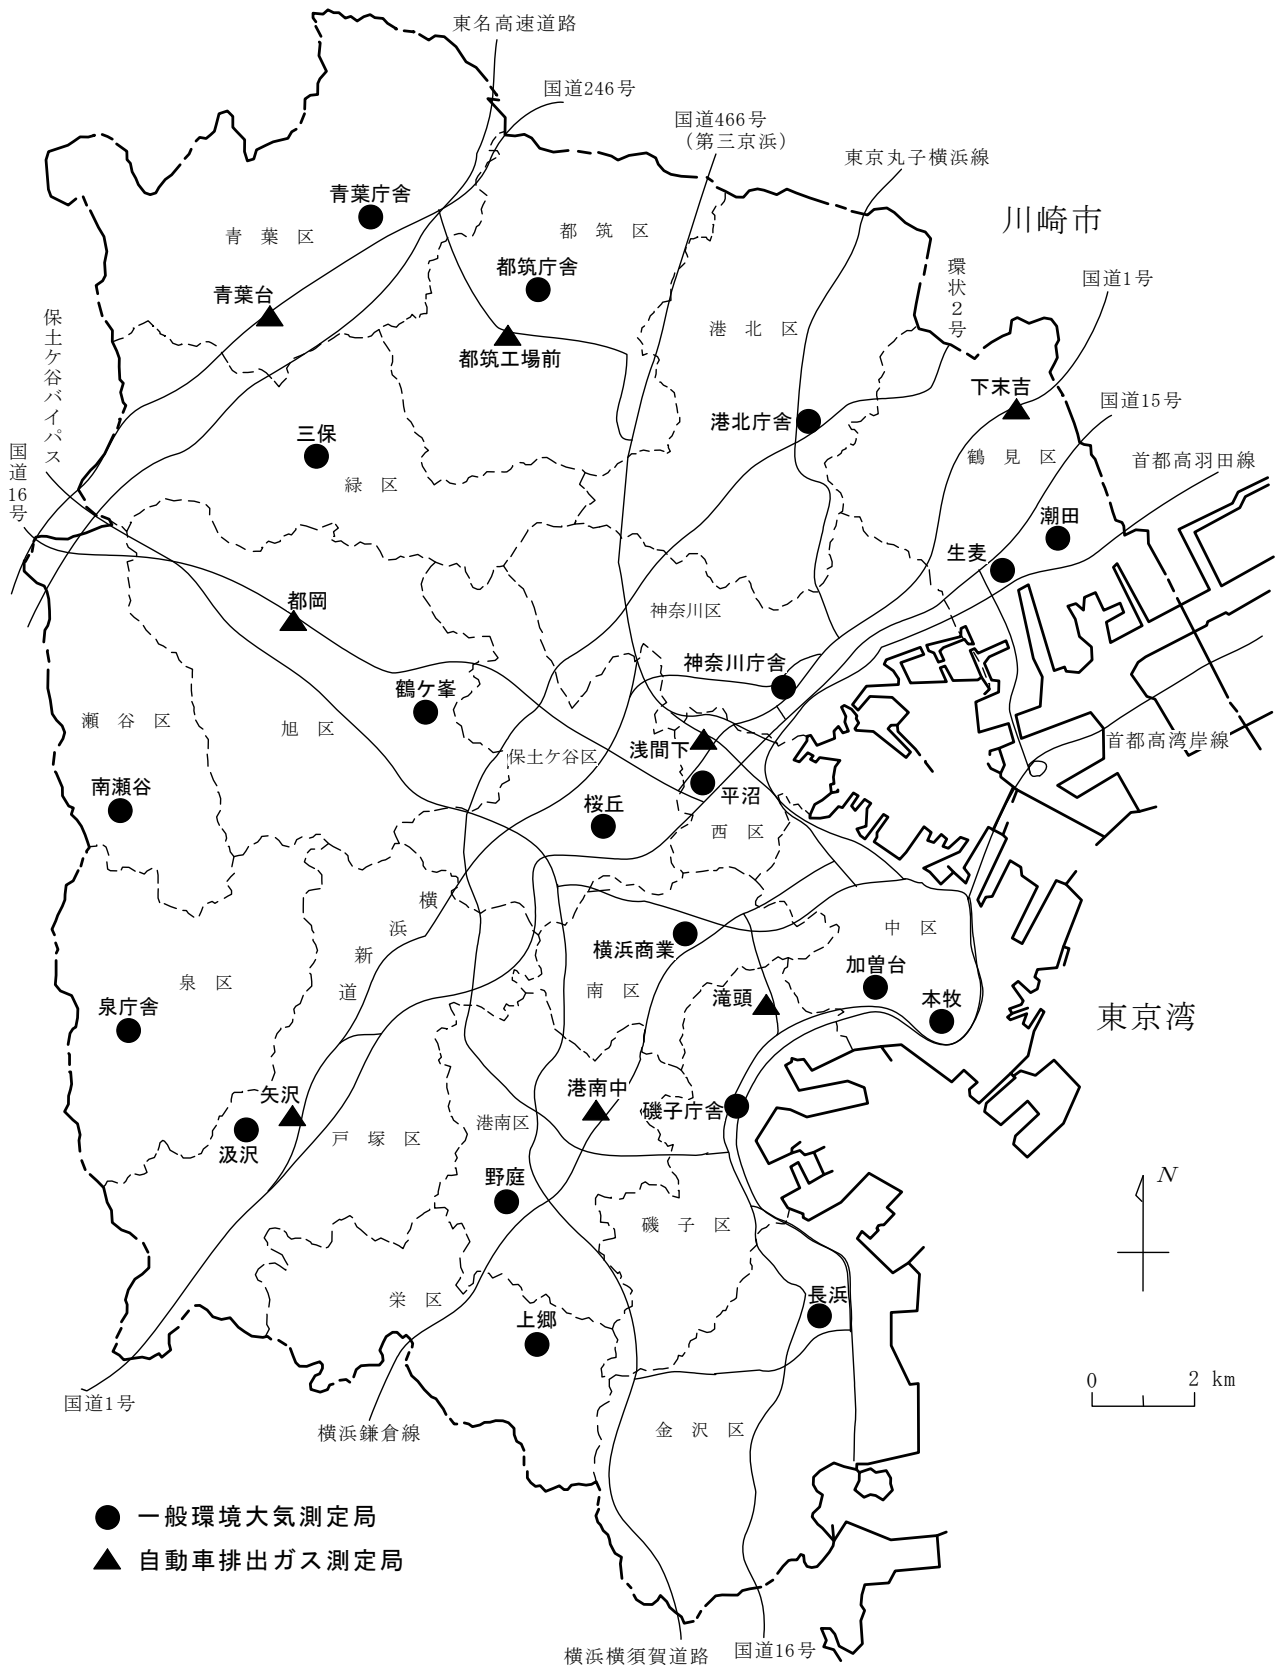 東名高速道路
国道246号
国道466号
（第三京浜）
東京丸子横浜線
川崎市
青葉庁舎
青葉区
都筑区
都筑庁舎
環状2号
国道1号
青葉台
保土ケ谷バイパス
港北区
都筑工場前
下末吉
国道15号
港北庁舎
三保
国道16号
緑区
鶴見区
首都高羽田線
潮田
生麦
都岡
神奈川区
神奈川庁舎
鶴ケ峯
瀬谷区
旭区
保土ケ谷区
浅間下
首都高湾岸線
南瀬谷
桜丘
平沼
西区
横浜新道
中区
横浜商業
加曽台
泉区
南区
滝頭
本牧
東京湾
泉庁舎
矢沢
港南中
磯子庁舎
汲沢
戸塚区
港南区
野庭
磯子区
N
栄区
上郷
長浜
0 2 km
国道1号
横浜鎌倉線
金沢区
一般環境大気測定局
自動車排出ガス測定局
横浜横須賀道路
国道16号